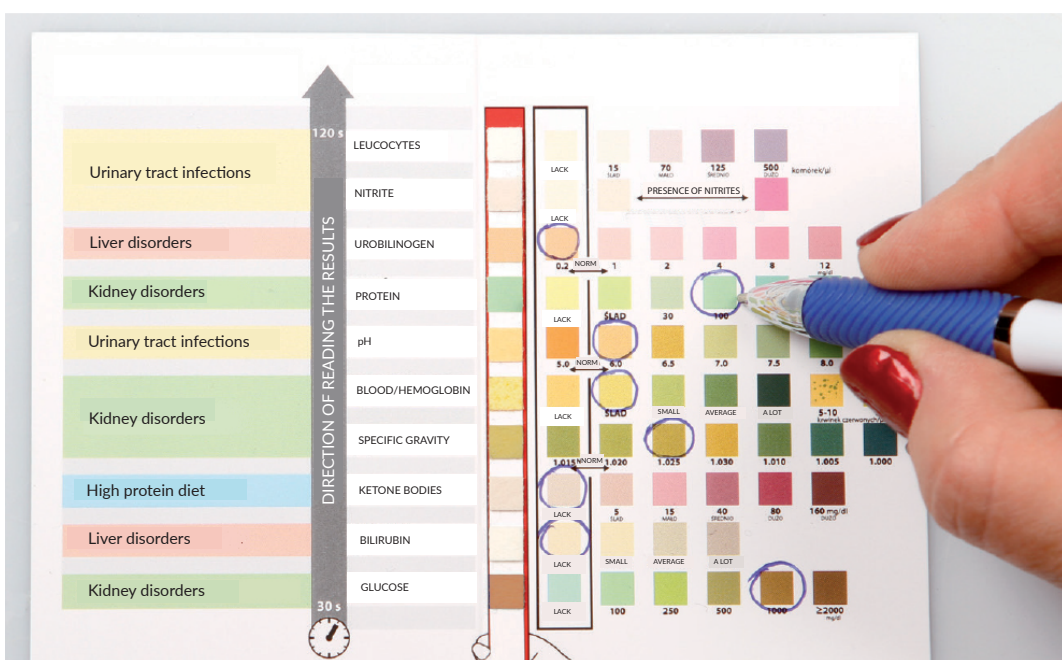 120 s
DIRECTION OF READING THE RESULTS
30 s
Urinary tract infections
LEUCOCYTES
LACK
15
70
125
500
ŚLAD
MAŁO
ŚREDNIO
DUŻO
komórek/µl
NITRITE
LACK
PRESENCE OF NITRITES
Liver disorders
UROBILINOGEN
0.2
NORM
1
2
4
8
12
mg/dl
Kidney disorders
PROTEIN
LACK
ŚLAD
30
100
Urinary tract infections
pH
5.0
NORM
6.0
6.5
7.0
7.5
8.0
Kidney disorders
BLOOD/HEMOGLOBIN
LACK
ŚLAD
SMALL
AVERAGE
A LOT
5-10
SPECIFIC GRAVITY
1.015
NORM
1.020
1.025
1.030
1.010
1.005
1.000
High protein diet
KETONE BODIES
LACK
5
15
40
80
160 mg/dl
ŚLAD
MAŁO
ŚREDNIO
DUŻO
DUŻO
Liver disorders
BILIRUBIN
LACK
SMALL
AVERAGE
A LOT
Kidney disorders
GLUCOSE
LACK
100
250
500
1000
≥2000
mg/dl